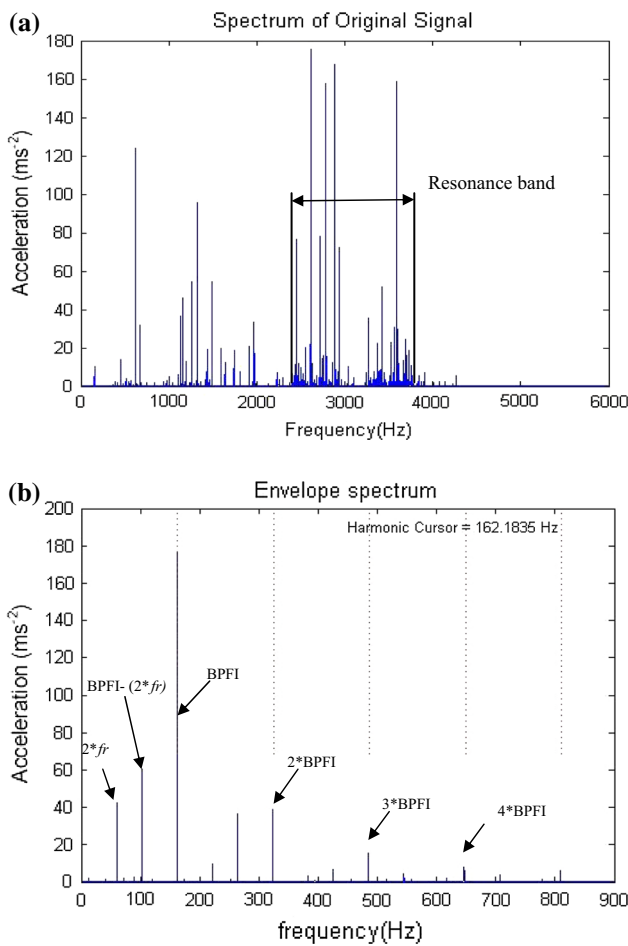 (a)
Spectrum of Original Signal
180
160
140
120
100
80
60
40
20
0
Acceleration (ms⁻²)
Resonance band
0 1000 2000 3000 4000 5000 6000
Frequency(Hz)
(b)
Envelope spectrum
200
180
160
140
120
100
80
60
40
20
0
Acceleration (ms⁻²)
Harmonic Cursor = 162.1835 Hz
BPFI- (2*fr)
BPFI
2*fr
2*BPFI
3*BPFI
4*BPFI
0 100 200 300 400 500 600 700 800 900
frequency(Hz)